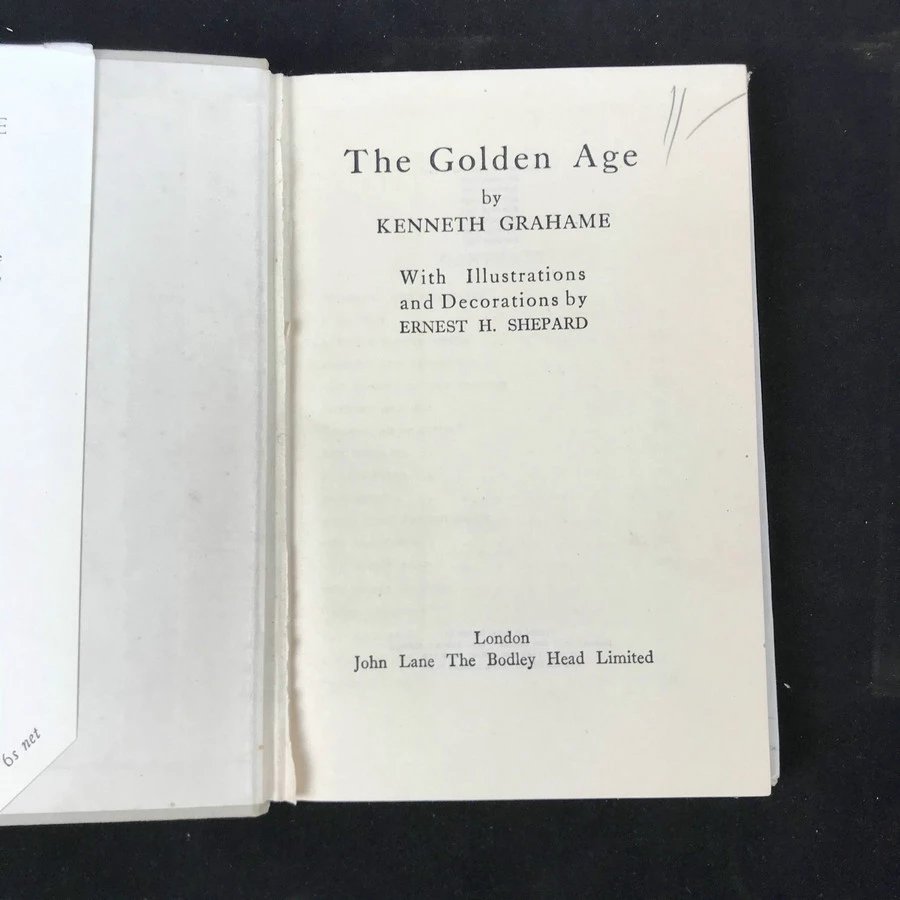 E
The Golden Age
by
KENNETH GRAHAME
With Illustrations
and Decorations by
ERNEST H. SHEPARD
London
John Lane The Bodley Head Limited
6s net